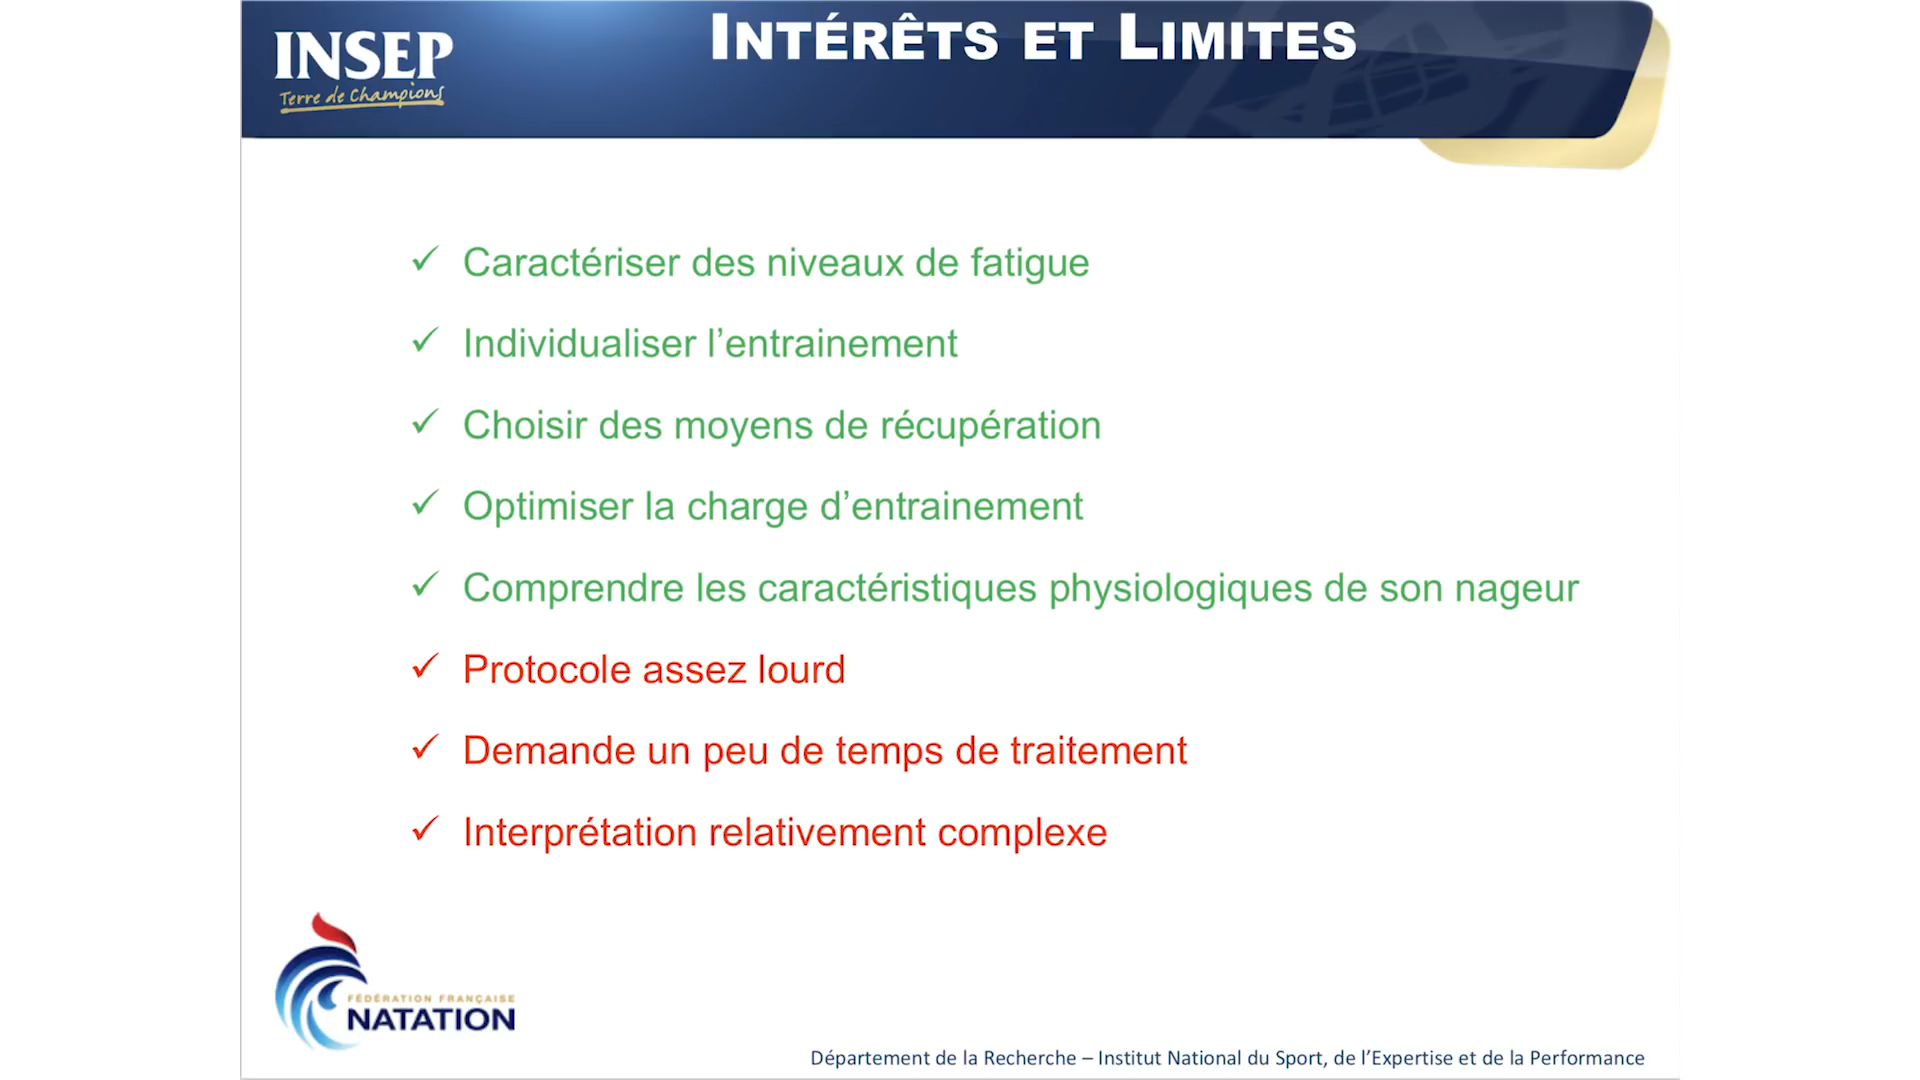 INTÉRÊTS ET LIMITES
INSEP
Terre de Champions
Caractériser des niveaux de fatigue
Individualiser l’entrainement
Choisir des moyens de récupération
Optimiser la charge d’entrainement
Comprendre les caractéristiques physiologiques de son nageur
Protocole assez lourd
Demande un peu de temps de traitement
Interprétation relativement complexe
FÉDÉRATION FRANÇAISE
NATATION
Département de la Recherche – Institut National du Sport, de l’Expertise et de la Performance